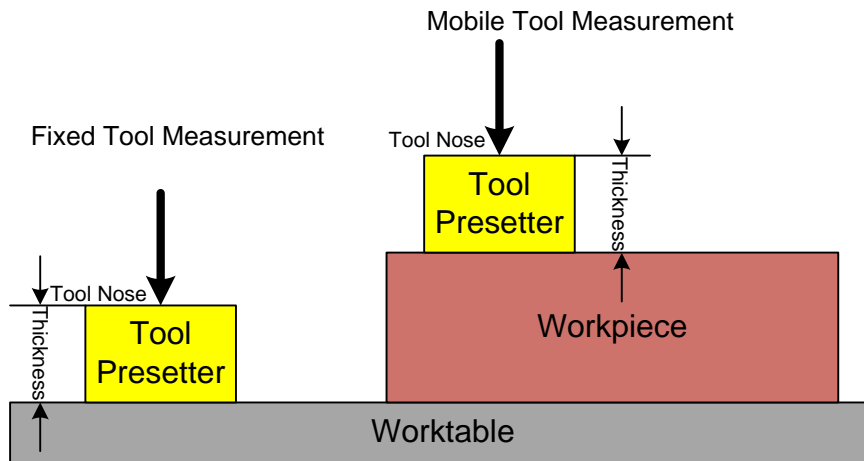 Mobile Tool Measurement
Fixed Tool Measurement
Tool Nose
Tool
Presetter
Thickness
Tool Nose
Tool
Presetter
Thickness
Workpiece
Worktable